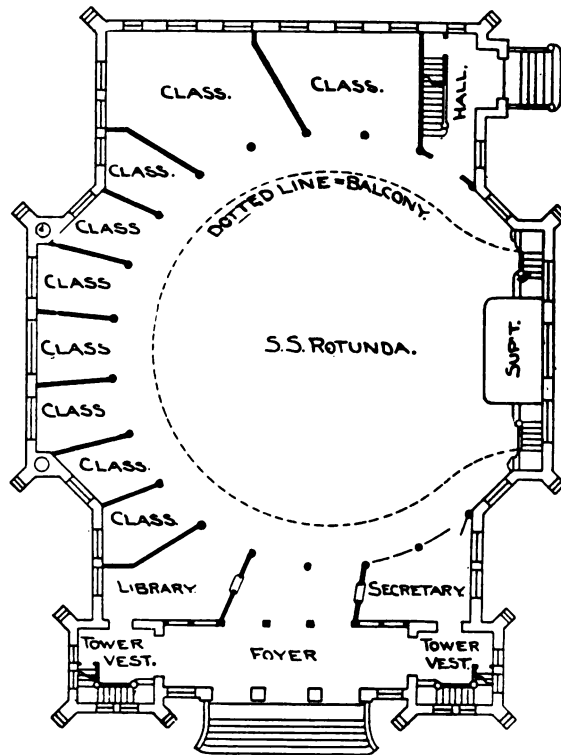 CLASS.
CLASS.
HALL.
CLASS.
DOTTED LINE = BALCONY.
CLASS
CLASS
S.S. ROTUNDA.
SUPT.
CLASS
CLASS
CLASS.
CLASS.
LIBRARY.
SECRETARY.
TOWER
VEST.
FOYER
TOWER
VEST.